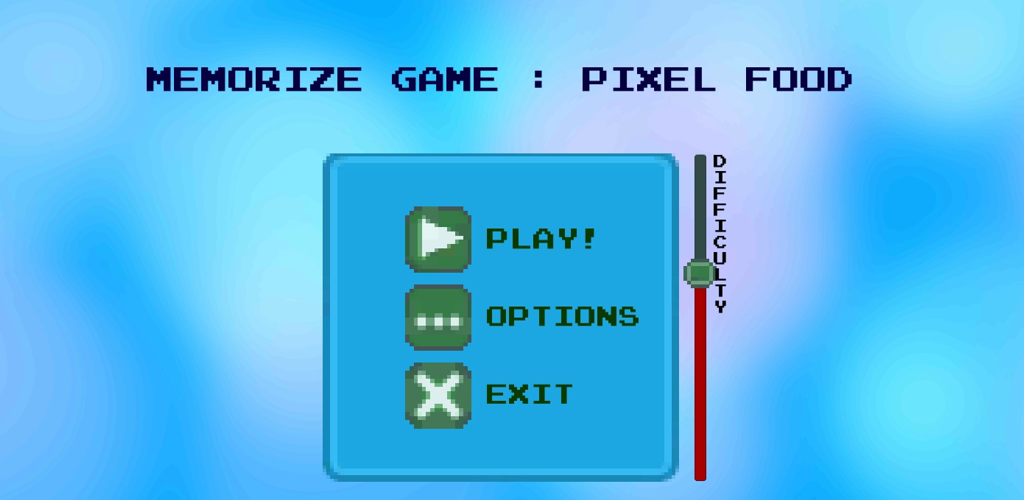 MEMORIZE GAME : PIXEL FOOD
PLAY!
OPTIONS
EXIT
DIFFICULTY